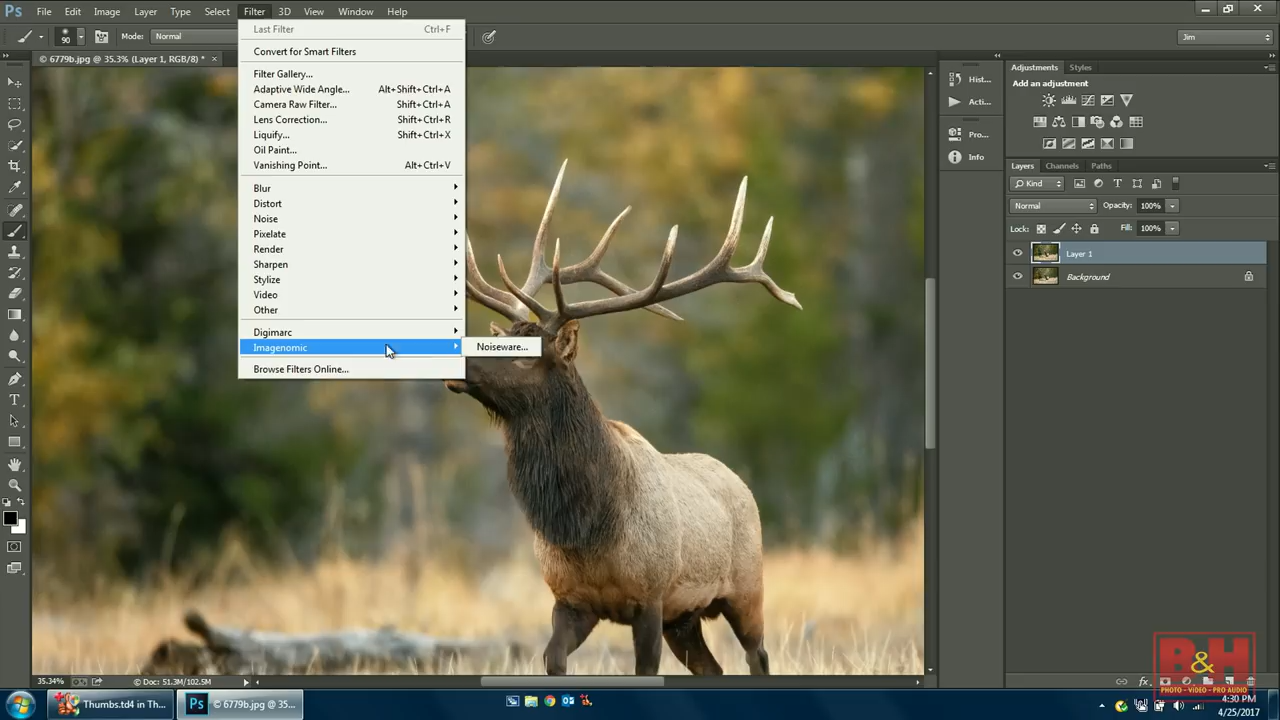 Ps File Edit Image Layer Type Select Filter 3D View Window Help
90 Mode: Normal
Jim
© 6779b.jpg @ 35.3% (Layer 1, RGB/8) *
Last Filter Ctrl+F
Convert for Smart Filters
Filter Gallery...
Adaptive Wide Angle... Alt+Shift+Ctrl+A
Camera Raw Filter... Shift+Ctrl+A
Lens Correction... Shift+Ctrl+R
Liquify... Shift+Ctrl+X
Oil Paint...
Vanishing Point... Alt+Ctrl+V
Blur
Distort
Noise
Pixelate
Render
Sharpen
Stylize
Video
Other
Digimarc
Imagenomic
Noiseware...
Browse Filters Online...
Hist...
Acti...
Pro...
Info
Adjustments Styles
Add an adjustment
Layers Channels Paths
Kind
Normal Opacity: 100%
Lock: Fill: 100%
Layer 1
Background
35.34% Doc: 51.3M/102.5M
B&H
PHOTO - VIDEO - PRO AUDIO
Thumbs.td4 in Th...
Ps © 6779b.jpg @ 35...
4:30 PM
4/25/2017